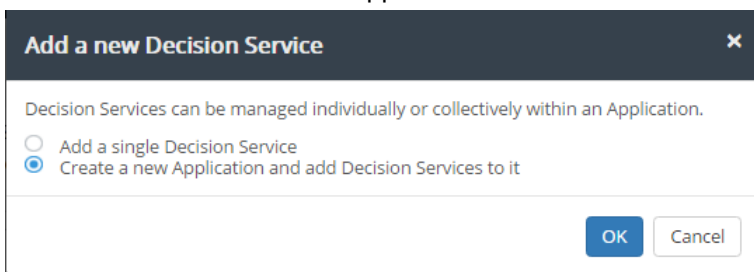 Add a new Decision Service ×
Decision Services can be managed individually or collectively within an Application.
Add a single Decision Service
Create a new Application and add Decision Services to it
OK Cancel